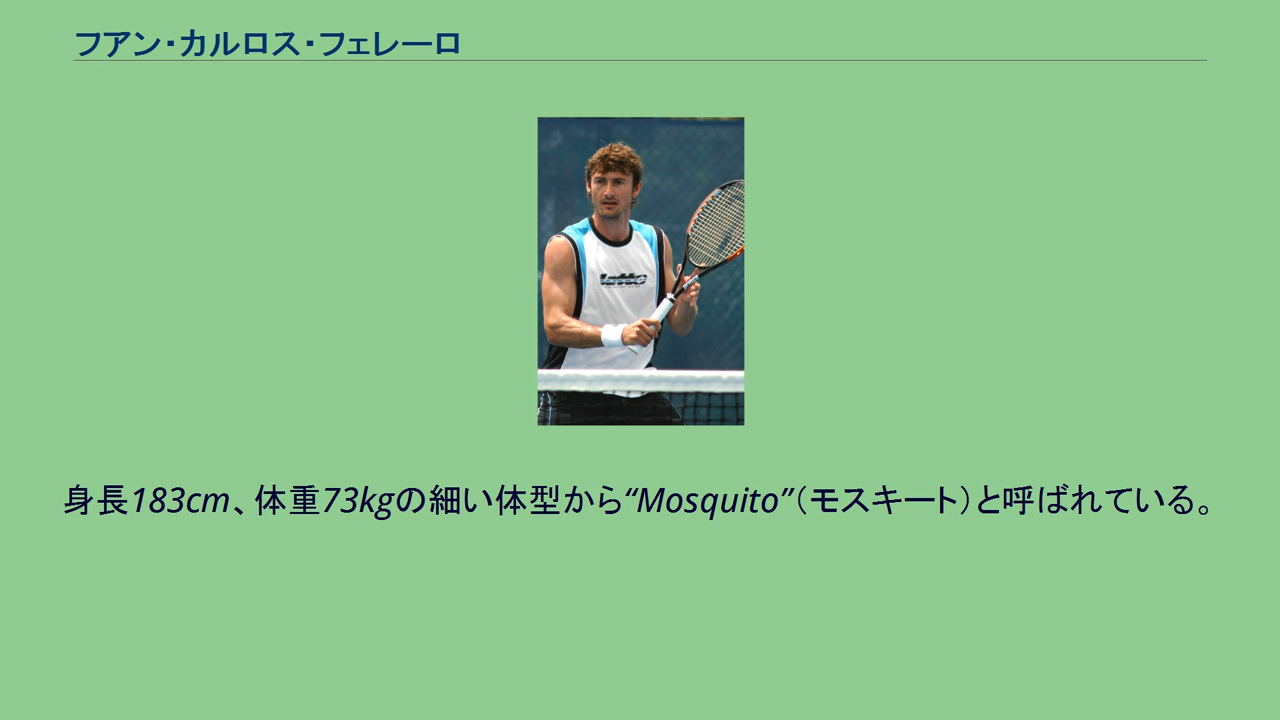 フアン・カルロス・フェレーロ
lotto
身長183cm、体重73kgの細い体型から“Mosquito”（モスキート）と呼ばれている。